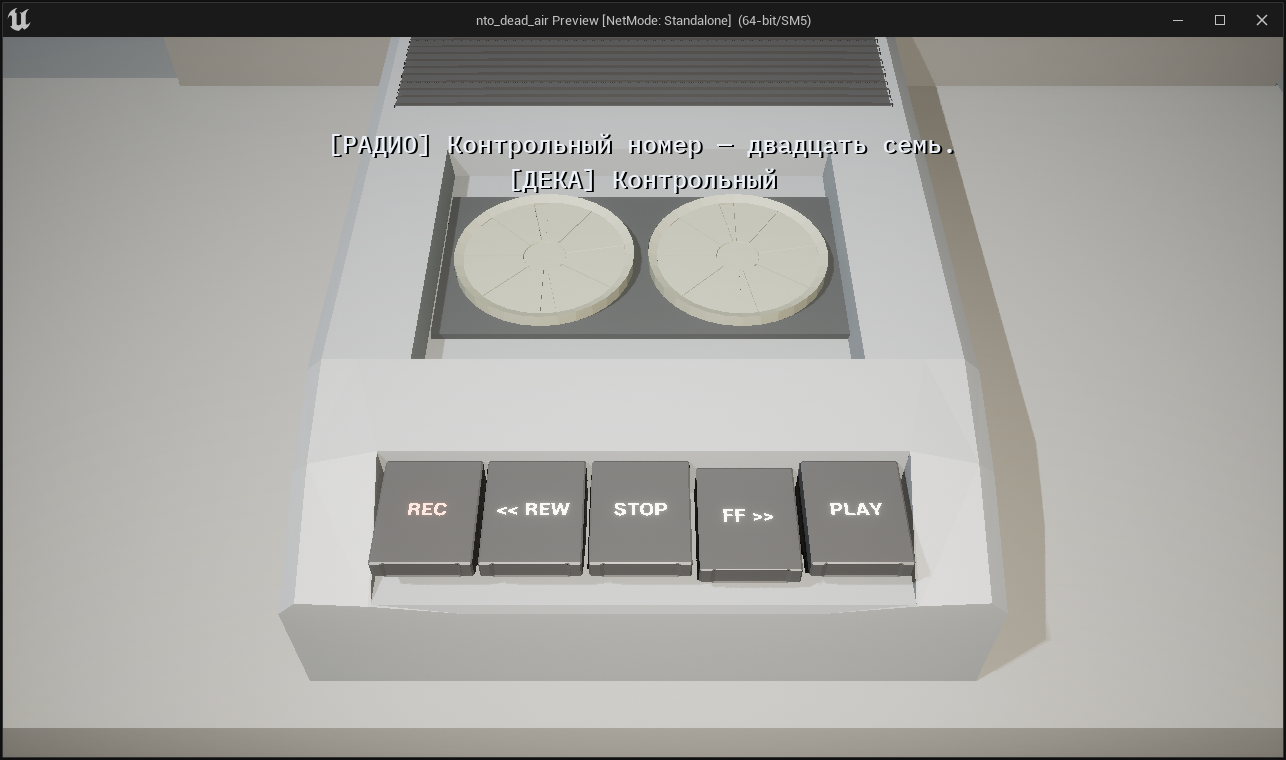 nto_dead_air Preview [NetMode: Standalone] (64-bit/SM5)
[РАДИО] Контрольный номер — двадцать семь.
[ДЕКА] Контрольный
REC
<< REW
STOP
FF >>
PLAY